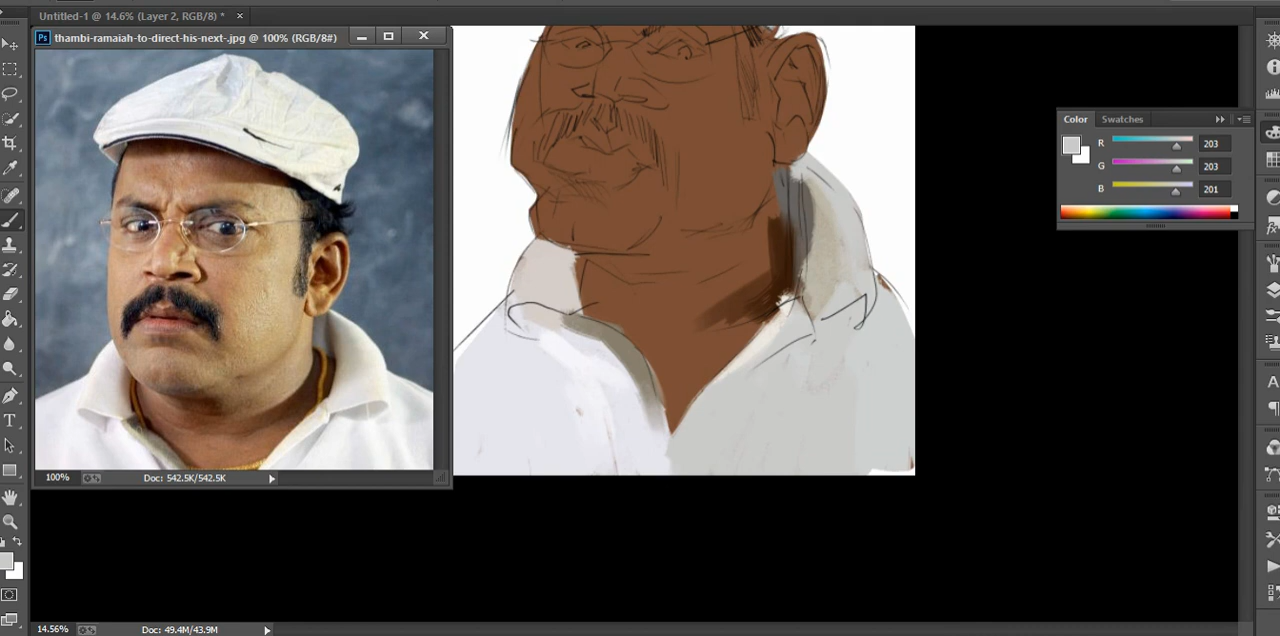 Untitled-1 @ 14.6% (Layer 2, RGB/8) * ×
Ps thambi-ramaiah-to-direct-his-next-.jpg @ 100% (RGB/8#)
Color Swatches
R 203
G 203
B 201
100% Doc: 542.5K/542.5K
14.56% Doc: 49.4M/43.9M